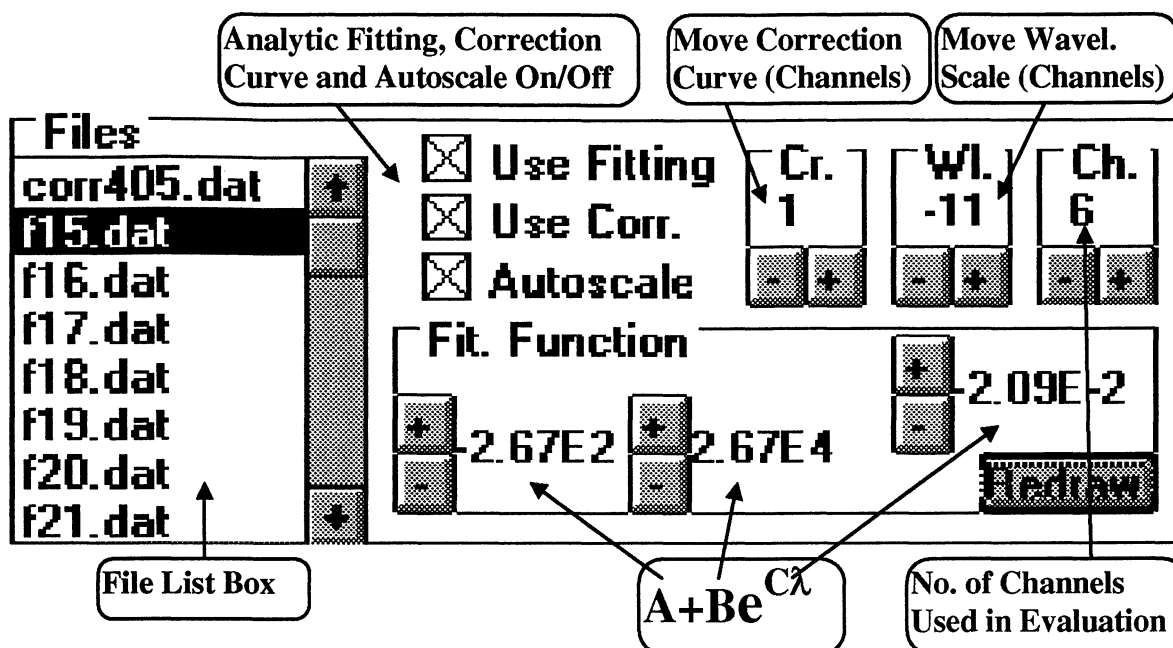 Analytic Fitting, Correction
Curve and Autoscale On/Off
Move Correction
Curve (Channels)
Move Wavel.
Scale (Channels)
Files
corr405.dat
f15.dat
f16.dat
f17.dat
f18.dat
f19.dat
f20.dat
f21.dat
Use Fitting
Use Corr.
Autoscale
Cr.
1
- +
Wl.
-11
- +
Ch.
6
- +
Fit. Function
+
-
-2.67E2
+
-
2.67E4
+
-
-2.09E-2
Redraw
File List Box
A+Be^Cλ
No. of Channels
Used in Evaluation